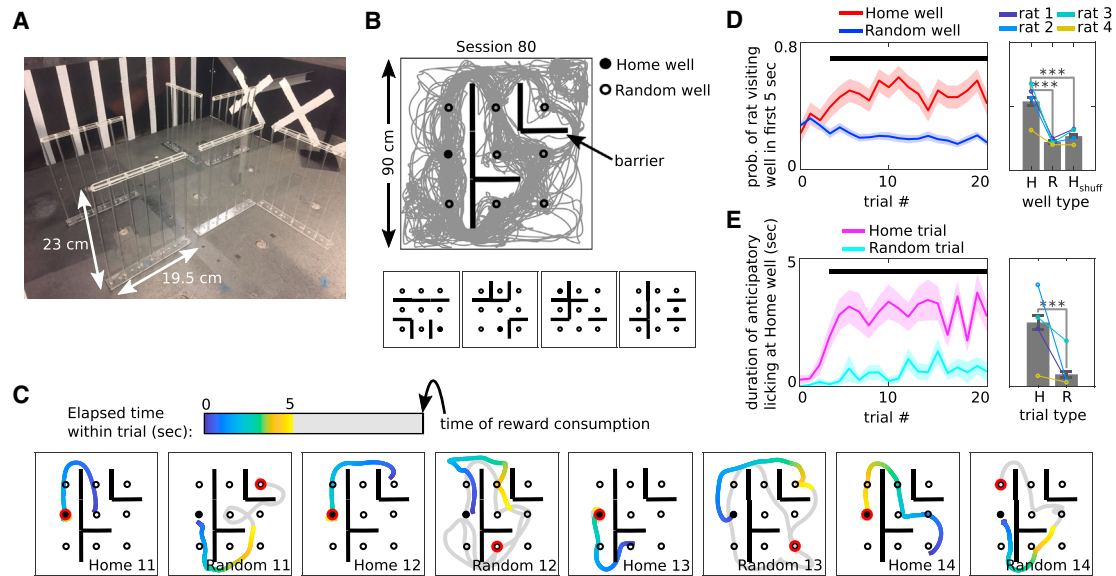 A
23 cm
19.5 cm
B
Session 80
90 cm
Home well
Random well
barrier
C
Elapsed time
within trial (sec):
0
5
time of reward consumption
Home 11
Random 11
Home 12
Random 12
Home 13
Random 13
Home 14
Random 14
D
Home well
Random well
prob. of rat visiting
well in first 5 sec
0.8
0
10
20
trial #
rat 1
rat 2
rat 3
rat 4
***
***
H
R
Hshuff
well type
E
Home trial
Random trial
duration of anticipatory
licking at Home well (sec)
5
0
10
20
trial #
***
H
R
trial type